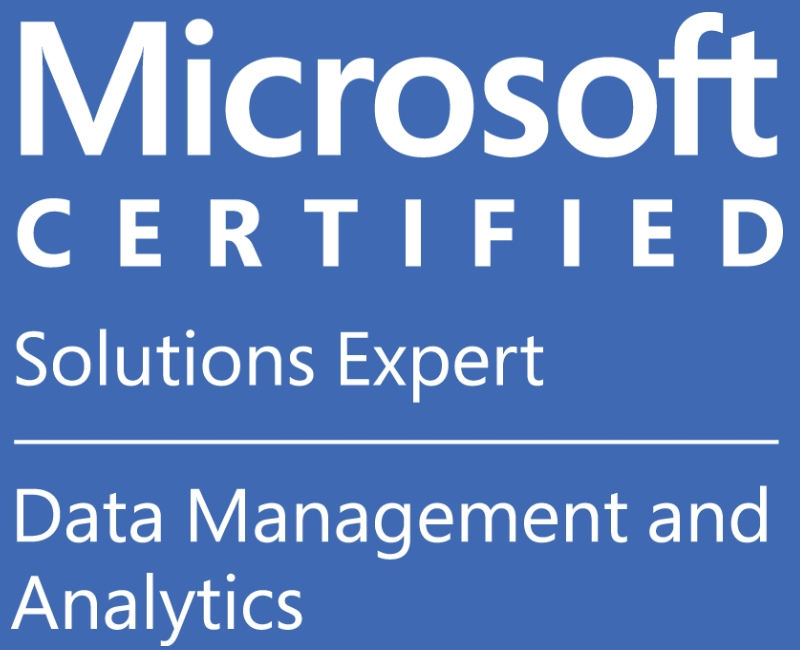 Microsoft
CERTIFIED
Solutions Expert
Data Management and
Analytics